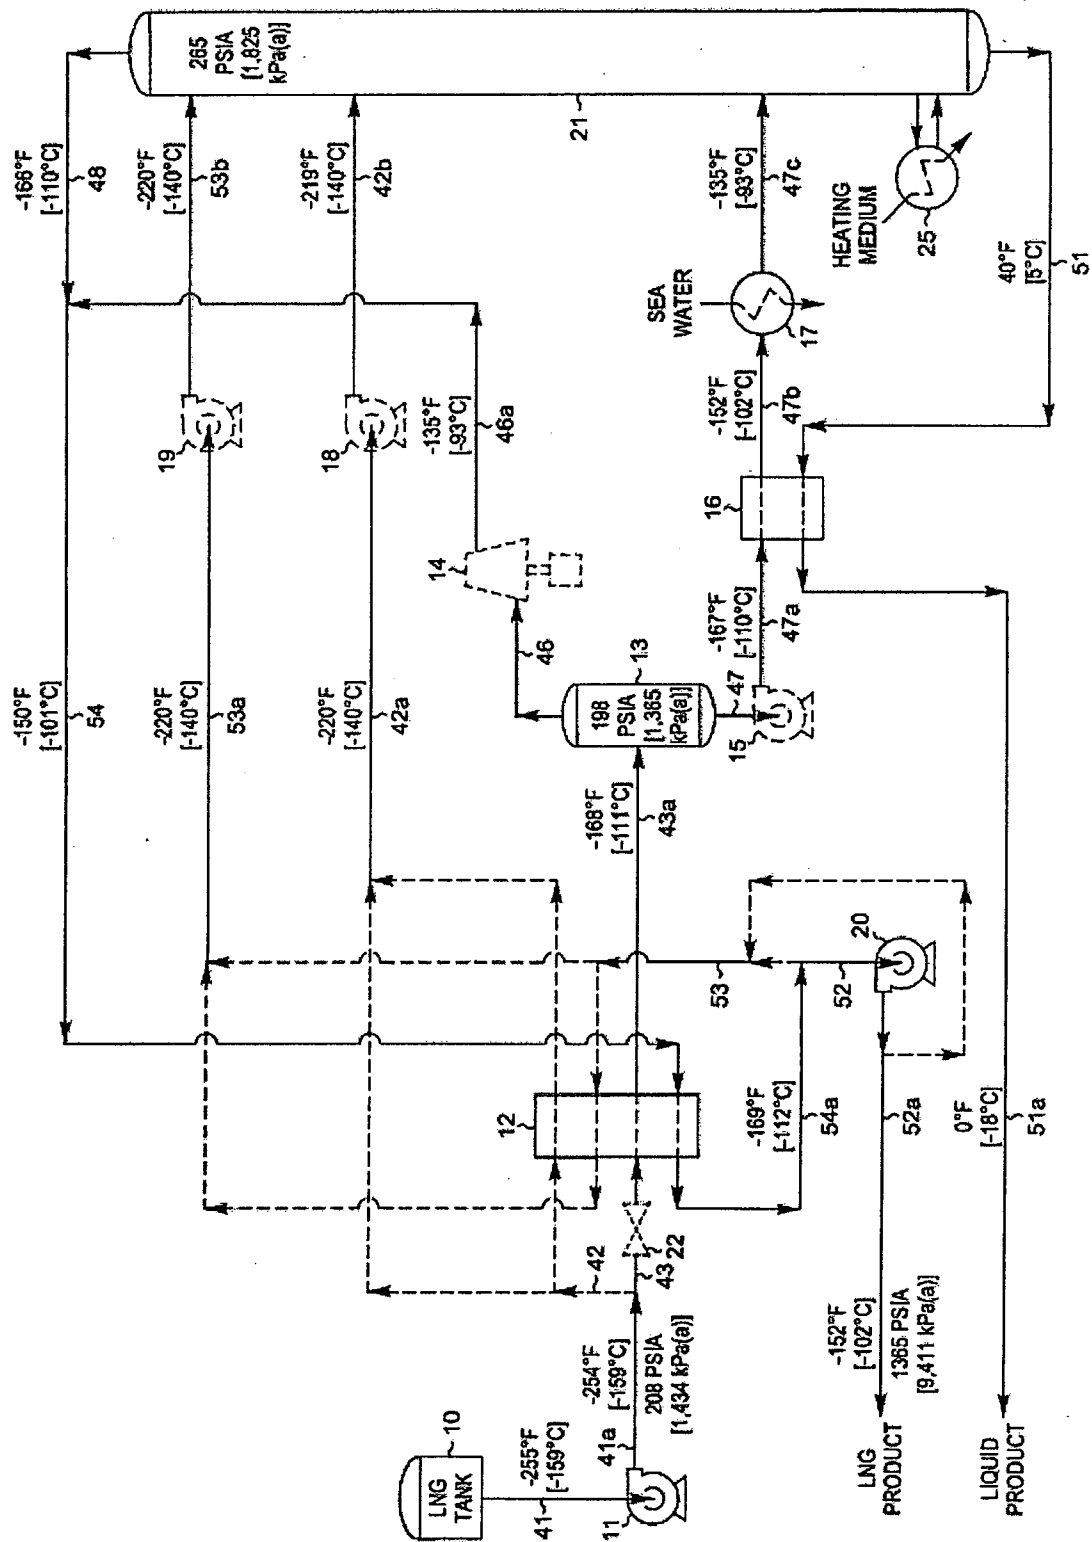 -166°F
[-110°C]
48
265
PSIA
[1,825
kPa(a)]
-220°F
[-140°C]
53b
-219°F
[-140°C]
42b
21
-135°F
[-93°C]
47c
HEATING
MEDIUM
25
40°F
[5°C]
51
SEA
WATER
17
-152°F
[-102°C]
47b
16
19
18
-135°F
[-93°C]
46a
14
46
-167°F
[-110°C]
47a
-150°F
[-101°C]
54
-220°F
[-140°C]
53a
-220°F
[-140°C]
42a
13
198
PSIA
[1,365
kPa(a)]
47
15
-168°F
[-111°C]
43a
20
53
52
12
-169°F
[-112°C]
54a
52a
0°F
[-18°C]
51a
22
43
42
-254°F
[-159°C]
41a
208 PSIA
[1,434 kPa(a)]
-152°F
[-102°C]
1365 PSIA
[9,411 kPa(a)]
10
LNG
TANK
-255°F
[-159°C]
41
11
LNG
PRODUCT
LIQUID
PRODUCT